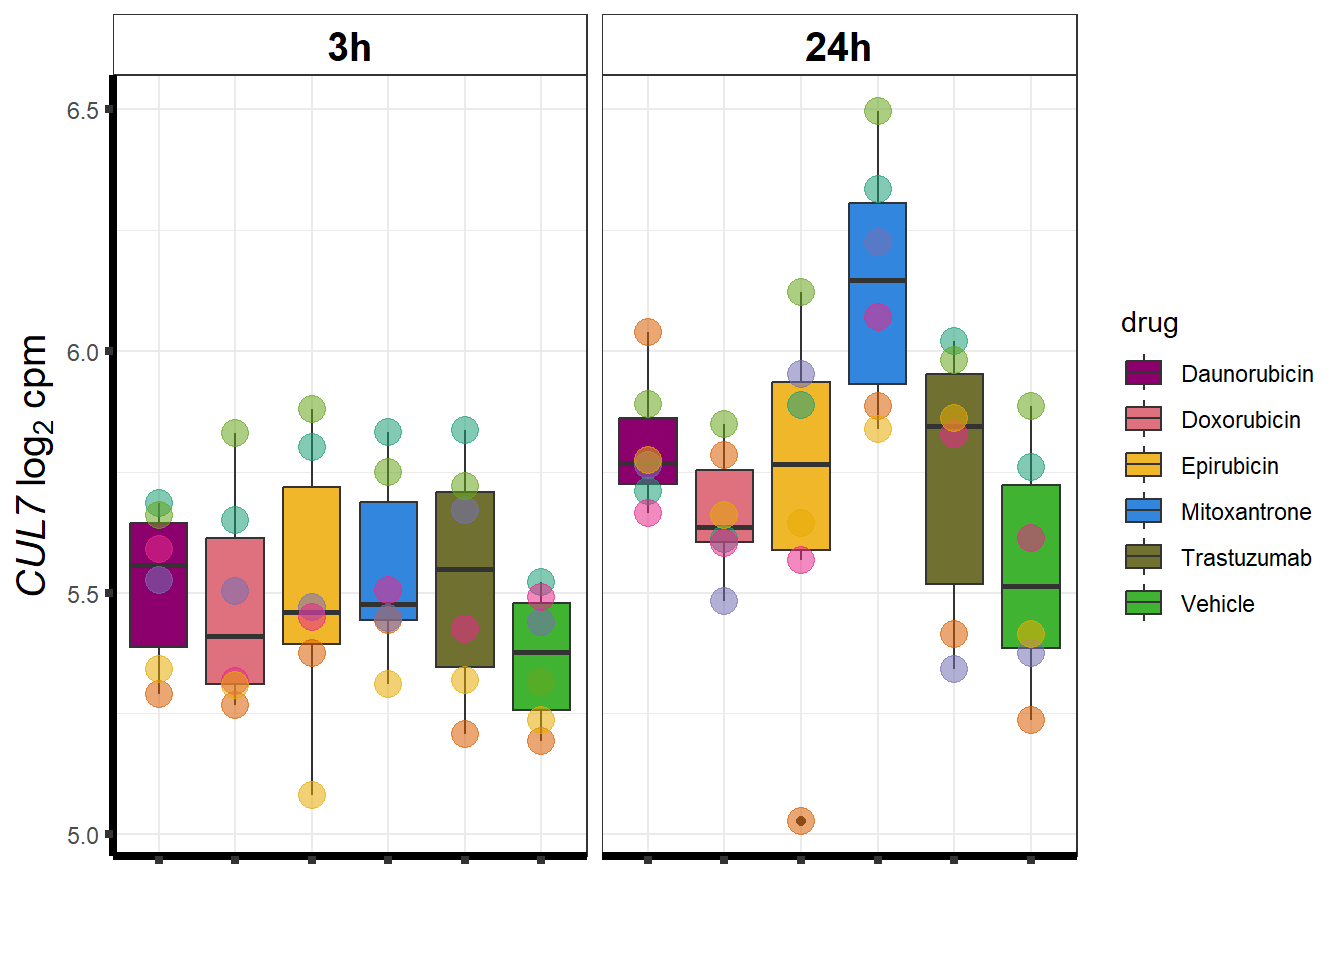 3h
24h
CUL7 log₂ cpm
6.5
6.0
5.5
5.0
drug
Daunorubicin
Doxorubicin
Epirubicin
Mitoxantrone
Trastuzumab
Vehicle